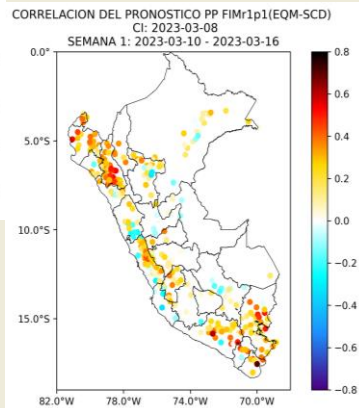 CORRELACION DEL PRONOSTICO PP FIMr1p1(EQM-SCD)
CI: 2023-03-08
SEMANA 1: 2023-03-10 - 2023-03-16
0.0°
5.0°S
10.0°S
15.0°S
82.0°W 78.0°W 74.0°W 70.0°W
0.8
0.6
0.4
0.2
0.0
−0.2
−0.4
−0.6
−0.8